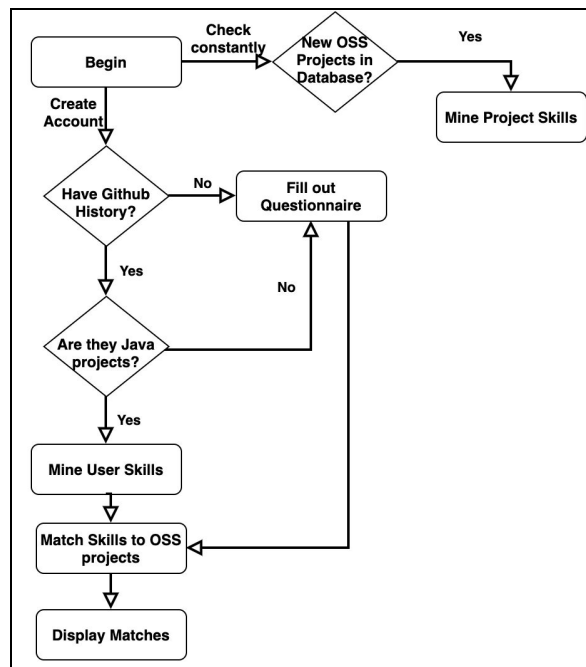 Check
constantly
New OSS
Projects in
Database?
Yes
Begin
Mine Project Skills
Create
Account
Have Github
History?
No
Fill out
Questionnaire
Yes
No
Are they Java
projects?
Yes
Mine User Skills
Match Skills to OSS
projects
Display Matches